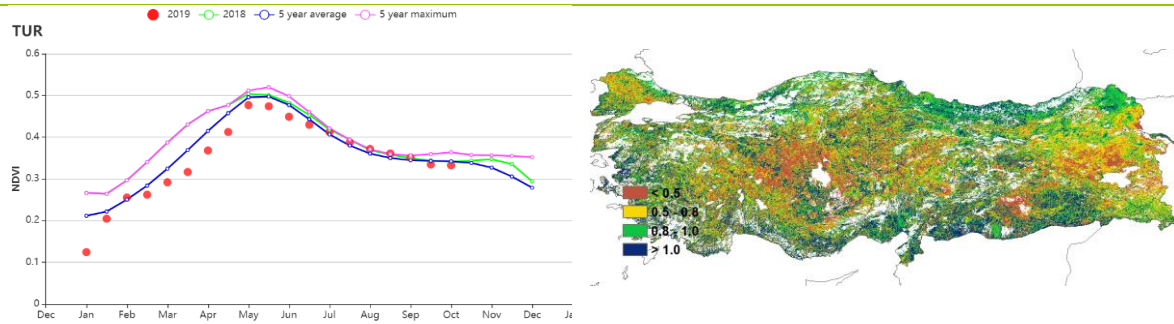 2019 2018 5 year average 5 year maximum
TUR
0.6
0.5
0.4
0.3
0.2
0.1
0
NDVI
Dec Jan Feb Mar Apr May Jun Jul Aug Sep Oct Nov Dec Ja
< 0.5
0.5 - 0.8
0.8 - 1.0
> 1.0